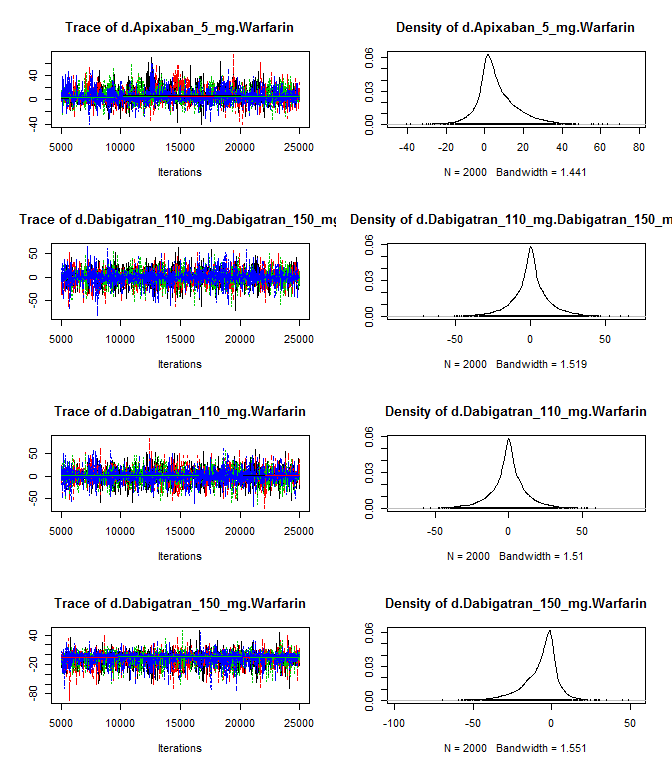 Trace of d.Apixaban_5_mg.Warfarin
40
0
-40
5000 10000 15000 20000 25000
Iterations
Density of d.Apixaban_5_mg.Warfarin
0.06
0.03
0.00
-40 -20 0 20 40 60 80
N = 2000 Bandwidth = 1.441
Trace of d.Dabigatran_110_mg.Dabigatran_150_mg
50
0
-50
5000 10000 15000 20000 25000
Iterations
Density of d.Dabigatran_110_mg.Dabigatran_150_m
0.06
0.03
0.00
-50 0 50
N = 2000 Bandwidth = 1.519
Trace of d.Dabigatran_110_mg.Warfarin
50
0
-50
5000 10000 15000 20000 25000
Iterations
Density of d.Dabigatran_110_mg.Warfarin
0.06
0.03
0.00
-50 0 50
N = 2000 Bandwidth = 1.51
Trace of d.Dabigatran_150_mg.Warfarin
40
-20
-80
5000 10000 15000 20000 25000
Iterations
Density of d.Dabigatran_150_mg.Warfarin
0.06
0.03
0.00
-100 -50 0 50
N = 2000 Bandwidth = 1.551